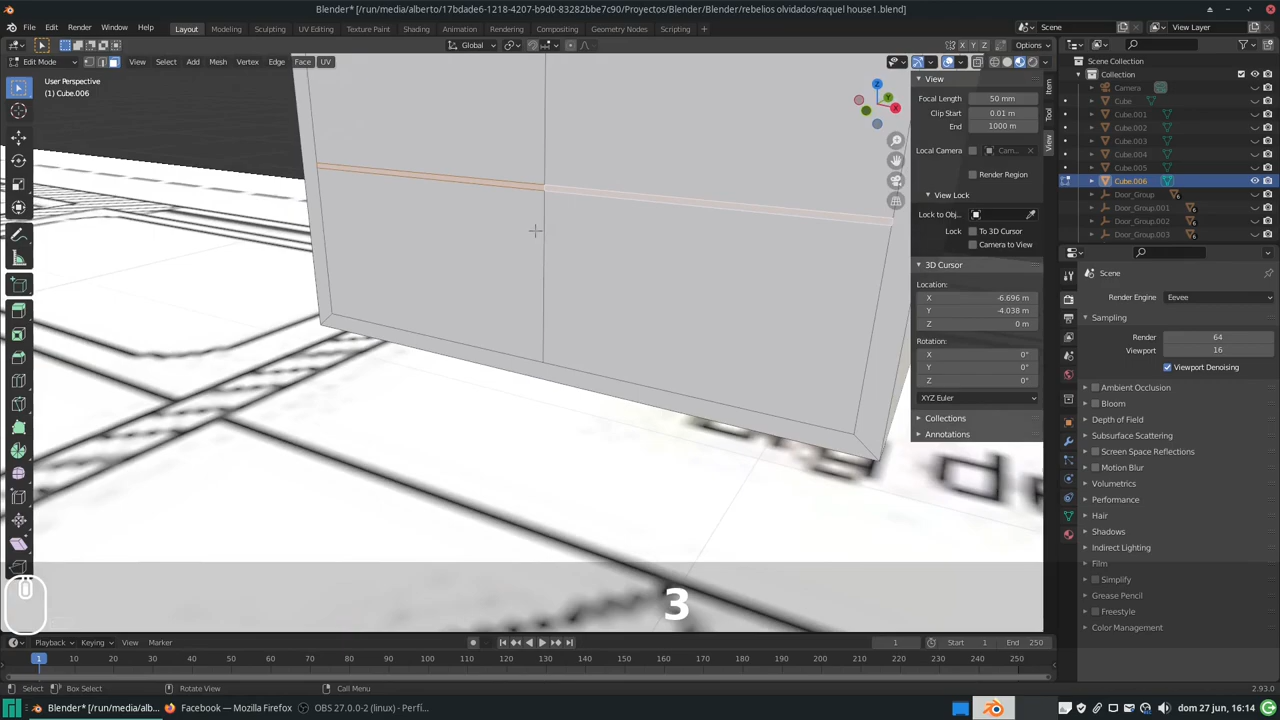 Blender* [/run/media/alberto/17bdade6-1218-4207-b9d0-83282bbe7c90/Proyectos/Blender/Blender/rebelios olvidados/raquel house1.blend]
File Edit Render Window Help Layout Modeling Sculpting UV Editing Texture Paint Shading Animation Rendering Compositing Geometry Nodes Scripting + Scene View Layer
Global Options
X Y Z
Edit Mode View Select Add Mesh Vertex Edge Face UV
User Perspective
(1) Cube.006
Z
Y
X
View
Focal Length 50 mm
Clip Start 0.01 m
End 1000 m
Local Camera Cam...
Render Region
View Lock
Lock to Obj...
Lock To 3D Cursor
Camera to View
3D Cursor
Location:
X -6.696 m
Y -4.038 m
Z 0 m
Rotation:
X 0°
Y 0°
Z 0°
XYZ Euler
Collections
Annotations
Item
Tool
View
Scene Collection
Collection
Camera
Cube
Cube.001
Cube.002
Cube.003
Cube.004
Cube.005
Cube.006
Door_Group 6
Door_Group.001 6
Door_Group.002 6
Door_Group.003 6
Scene
Render Engine Eevee
Sampling
Render 64
Viewport 16
Viewport Denoising
Ambient Occlusion
Bloom
Depth of Field
Subsurface Scattering
Screen Space Reflections
Motion Blur
Volumetrics
Performance
Hair
Shadows
Indirect Lighting
Film
Simplify
Grease Pencil
Freestyle
Color Management
3
Playback Keying View Marker 1 Start 1 End 250
1 10 20 30 40 50 60 70 80 90 100 110 120 130 140 150 160 170 180 190 200 210 220 230 240 250
Select Box Select Rotate View Call Menu 2.93.0
Blender* [/run/media/alb... Facebook — Mozilla Firefox OBS 27.0.0-2 (linux) - Perfi... dom 27 jun, 16:14